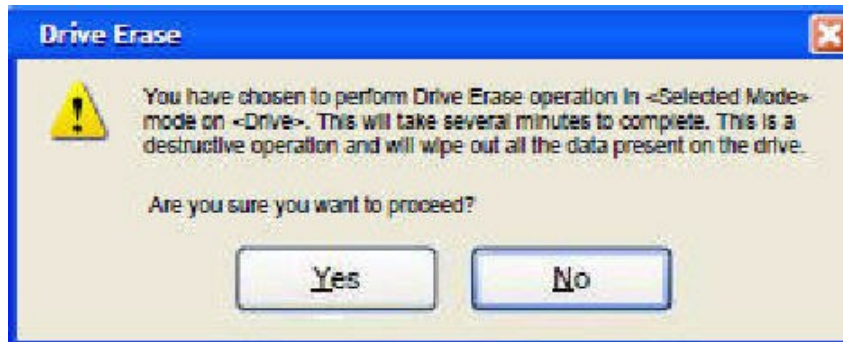 Drive Erase
You have chosen to perform Drive Erase operation in <Selected Mode>
mode on <Drive>. This will take several minutes to complete. This is a
destructive operation and will wipe out all the data present on the drive.
Are you sure you want to proceed?
Yes
No